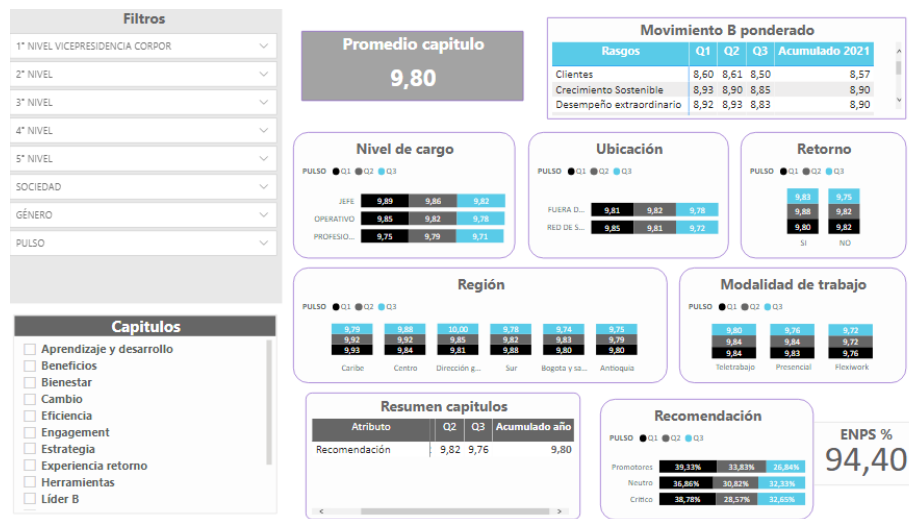 Filtros
1° NIVEL VICEPRESIDENCIA CORPOR
2° NIVEL
3° NIVEL
4° NIVEL
5° NIVEL
SOCIEDAD
GÉNERO
PULSO
Capitulos
Aprendizaje y desarrollo
Beneficios
Bienestar
Cambio
Eficiencia
Engagement
Estrategia
Experiencia retorno
Herramientas
Líder B
Promedio capitulo
9,80
Movimiento B ponderado
Rasgos Q1 Q2 Q3 Acumulado 2021
Clientes 8,60 8,61 8,50 8,57
Crecimiento Sostenible 8,93 8,90 8,85 8,90
Desempeño extraordinario 8,92 8,93 8,83 8,90
Nivel de cargo
PULSO Q1 Q2 Q3
JEFE 9,89 9,86 9,82
OPERATIVO 9,85 9,82 9,78
PROFESIO... 9,75 9,79 9,71
Ubicación
PULSO Q1 Q2 Q3
FUERA D... 9,81 9,82 9,78
RED DE S... 9,85 9,81 9,72
Retorno
PULSO Q1 Q2 Q3
9,83 9,75
9,88 9,82
9,80 9,82
SI NO
Región
PULSO Q1 Q2 Q3
9,79 9,88 10,00 9,78 9,74 9,75
9,92 9,92 9,85 9,82 9,83 9,79
9,93 9,84 9,81 9,88 9,80 9,80
Caribe Centro Dirección g... Sur Bogota y sa... Antioquia
Modalidad de trabajo
PULSO Q1 Q2 Q3
9,80 9,76 9,72
9,84 9,84 9,72
9,84 9,83 9,76
Teletrabajo Presencial Flexiwork
Resumen capitulos
Atributo Q2 Q3 Acumulado año
Recomendación 9,82 9,76 9,80
Recomendación
PULSO Q1 Q2 Q3
Promotores 39,33% 33,83% 26,84%
Neutro 36,86% 30,82% 32,33%
Crítico 38,78% 28,57% 32,65%
ENPS %
94,40